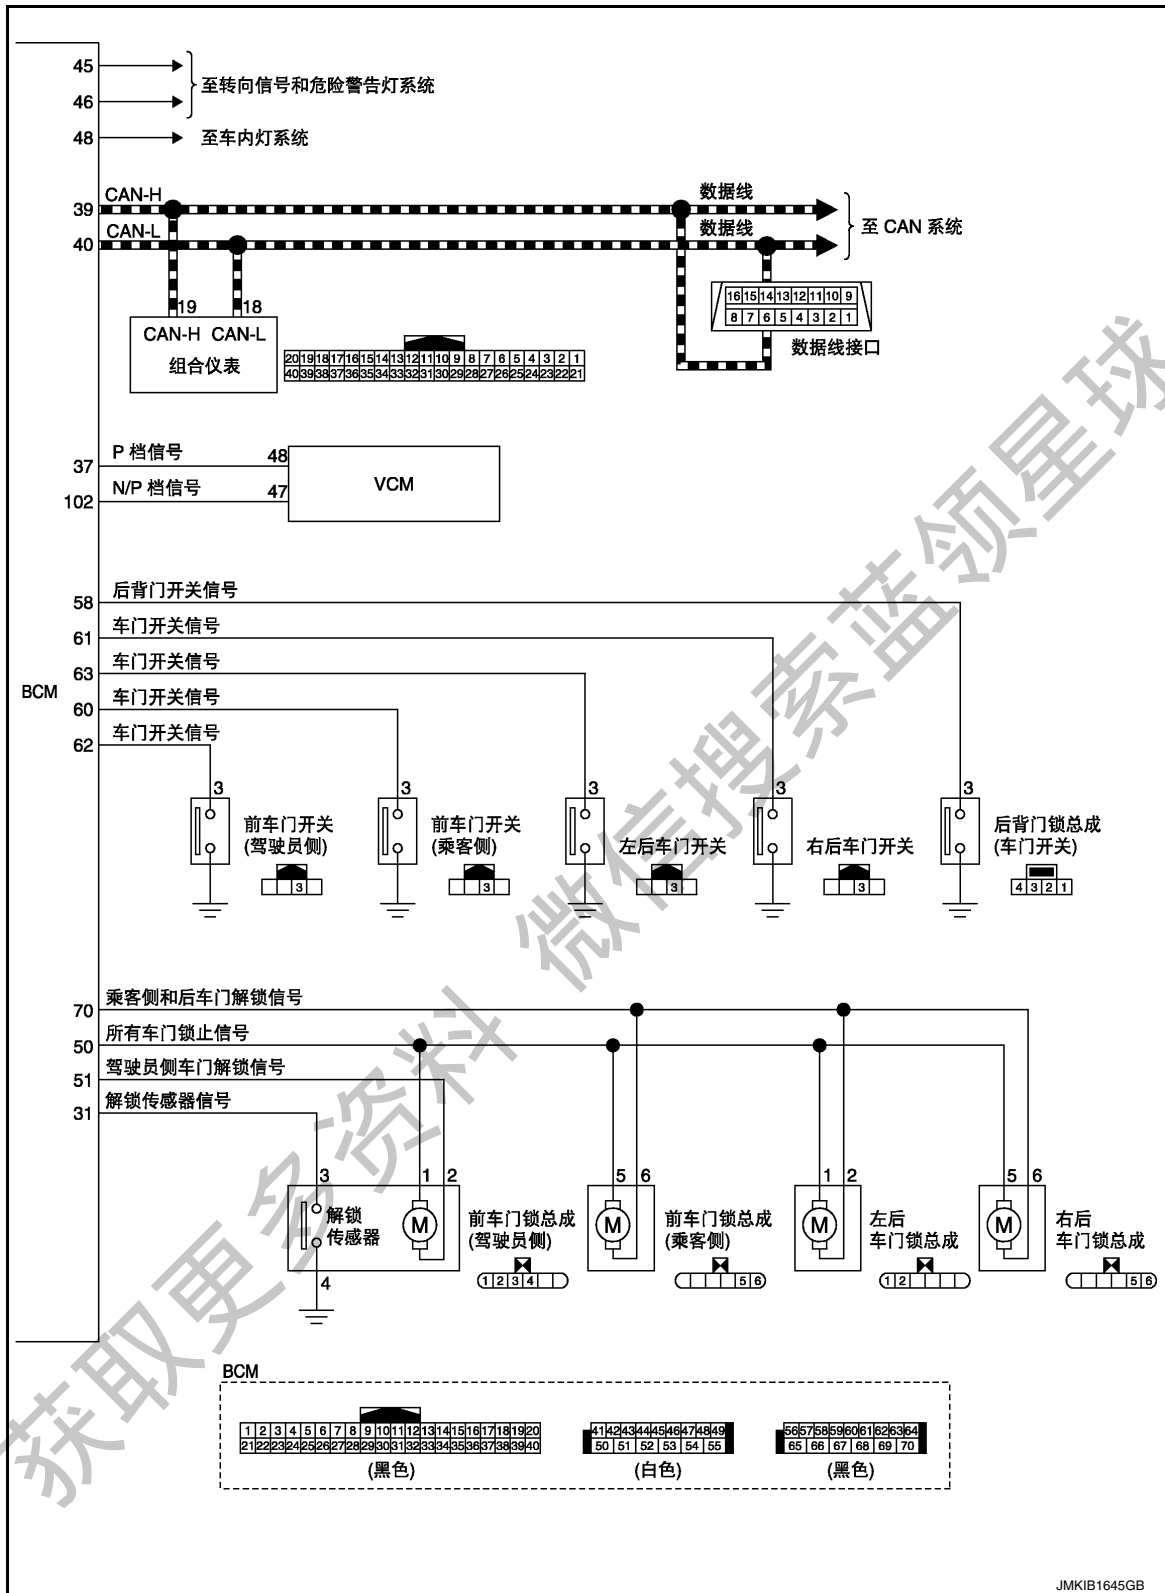 45
至转向信号和危险警告灯系统
46
48 至车内灯系统
CAN-H 数据线
39
CAN-L 数据线 至 CAN 系统
40
19 18
16 15 14 13 12 11 10 9
8 7 6 5 4 3 2 1
数据线接口
CAN-H CAN-L
组合仪表
20 19 18 17 16 15 14 13 12 11 10 9 8 7 6 5 4 3 2 1
40 39 38 37 36 35 34 33 32 31 30 29 28 27 26 25 24 23 22 21
P 档信号 48
37
N/P 档信号 47
102
VCM
后背门开关信号
58
车门开关信号
61
车门开关信号
63
BCM
车门开关信号
60
车门开关信号
62
3 3 3 3 3
前车门开关
(驾驶员侧)
3
前车门开关
(乘客侧)
3
左后车门开关
3
右后车门开关
3
后背门锁总成
(车门开关)
4 3 2 1
乘客侧和后车门解锁信号
70
所有车门锁止信号
50
驾驶员侧车门解锁信号
51
解锁传感器信号
31
3 1 2 5 6 1 2 5 6
解锁
传感器
4
M
前车门锁总成
(驾驶员侧)
1 2 3 4
M
前车门锁总成
(乘客侧)
5 6
M
左后
车门锁总成
1 2
M
右后
车门锁总成
5 6
BCM
1 2 3 4 5 6 7 8 9 10 11 12 13 14 15 16 17 18 19 20
21 22 23 24 25 26 27 28 29 30 31 32 33 34 35 36 37 38 39 40
(黑色)
41 42 43 44 45 46 47 48 49
50 51 52 53 54 55
(白色)
56 57 58 59 60 61 62 63 64
65 66 67 68 69 70
(黑色)
获取更多资料 微信搜索蓝领星球
JMKIB1645GB